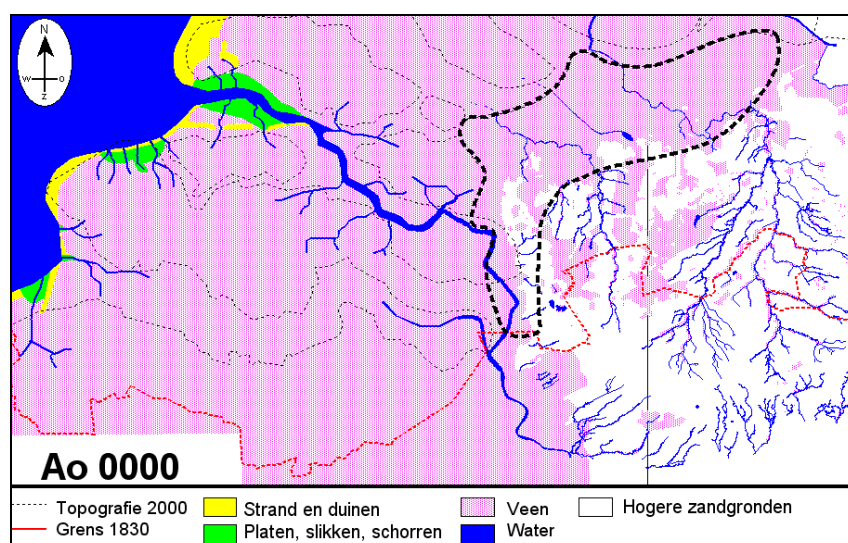 N
W O
Z
Ao 0000
Topografie 2000 Strand en duinen Veen Hogere zandgronden
Grens 1830 Platen, slikken, schorren Water